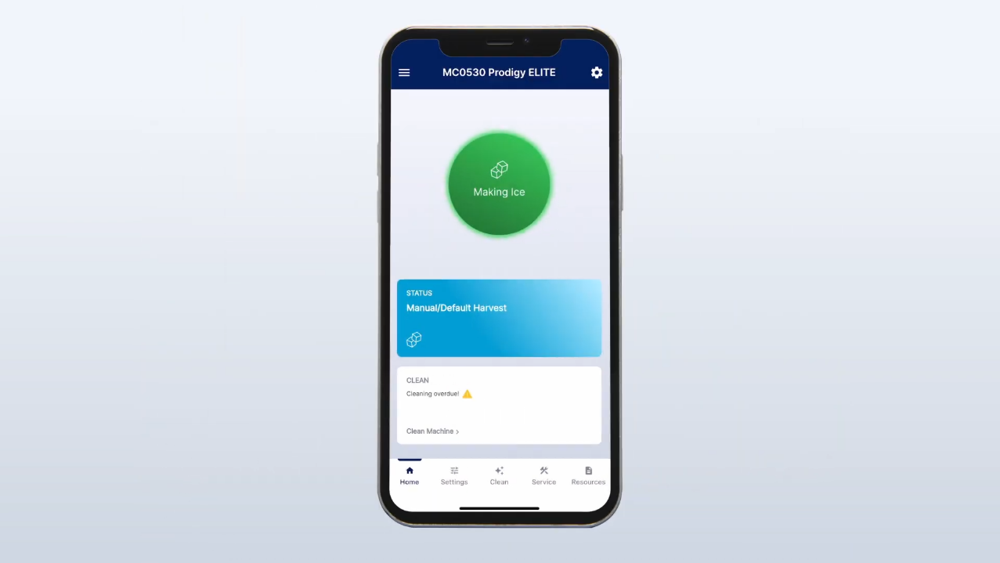 MC0530 Prodigy ELITE
Making Ice
STATUS
Manual/Default Harvest
CLEAN
Cleaning overdue!
Clean Machine >
Home Settings Clean Service Resources